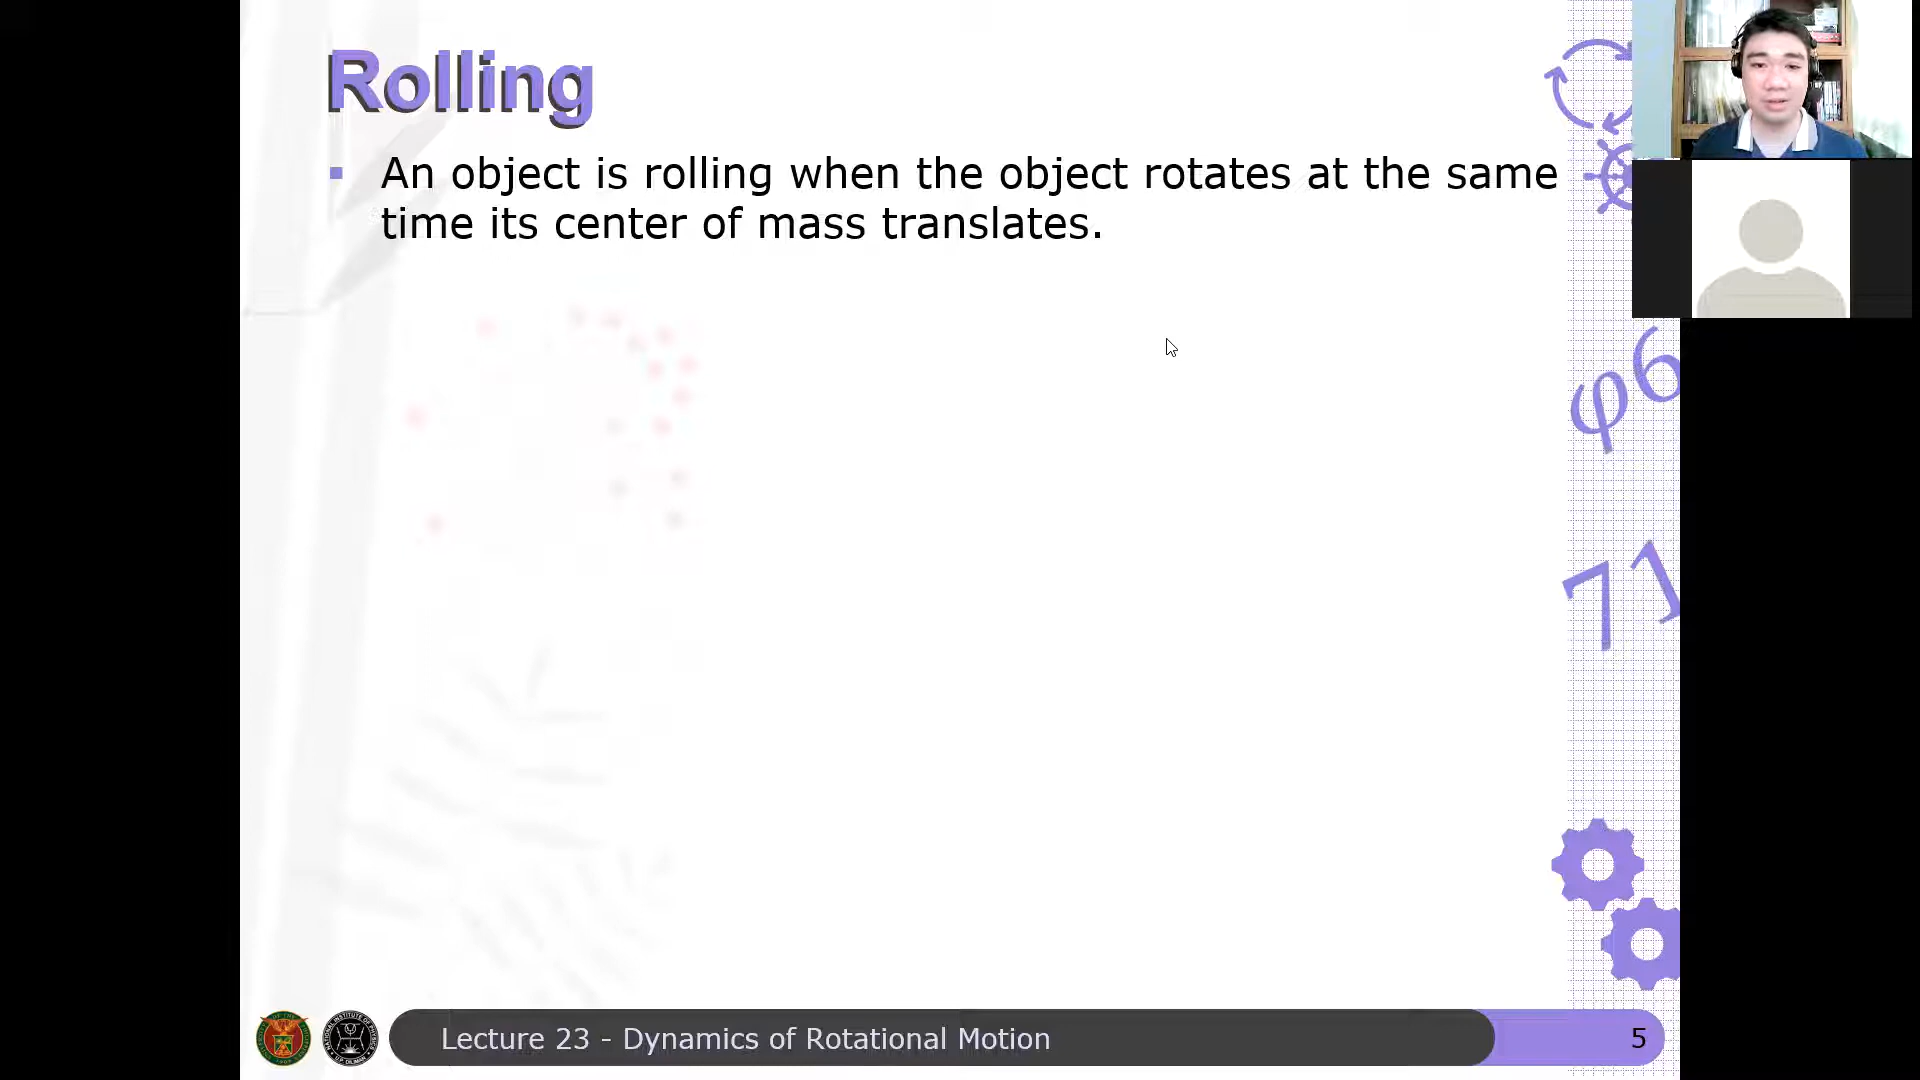 Rolling
An object is rolling when the object rotates at the same
time its center of mass translates.
φ6
71
Lecture 23 - Dynamics of Rotational Motion
5